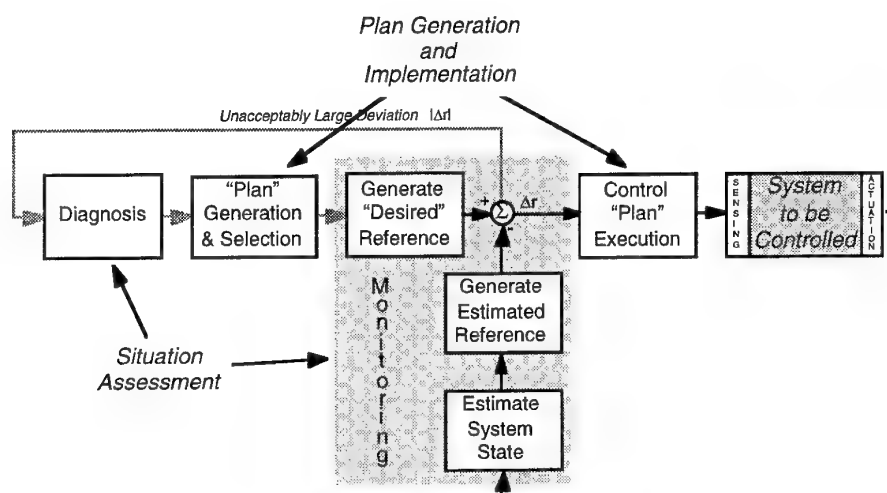 Plan Generation
and
Implementation
Unacceptably Large Deviation |Δr|
Diagnosis
"Plan"
Generation
& Selection
Generate
"Desired"
Reference
+
Σ
Δr
-
Control
"Plan"
Execution
SENSING
System
to be
Controlled
ACTUATION
Monitoring
Generate
Estimated
Reference
Situation
Assessment
Estimate
System
State